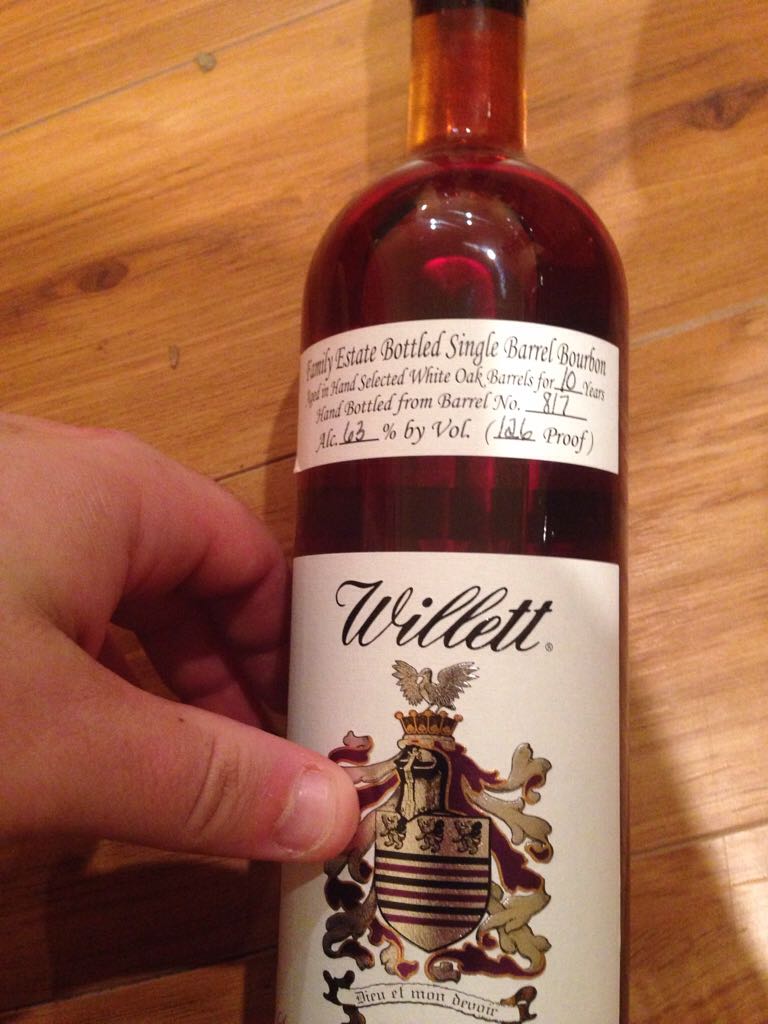 Family Estate Bottled Single Barrel Bourbon
Aged in Hand Selected White Oak Barrels for 10 Years
Hand Bottled from Barrel No. 817
Alc. 63 % by Vol. (126 Proof)
Willett®
Dieu et mon devoir